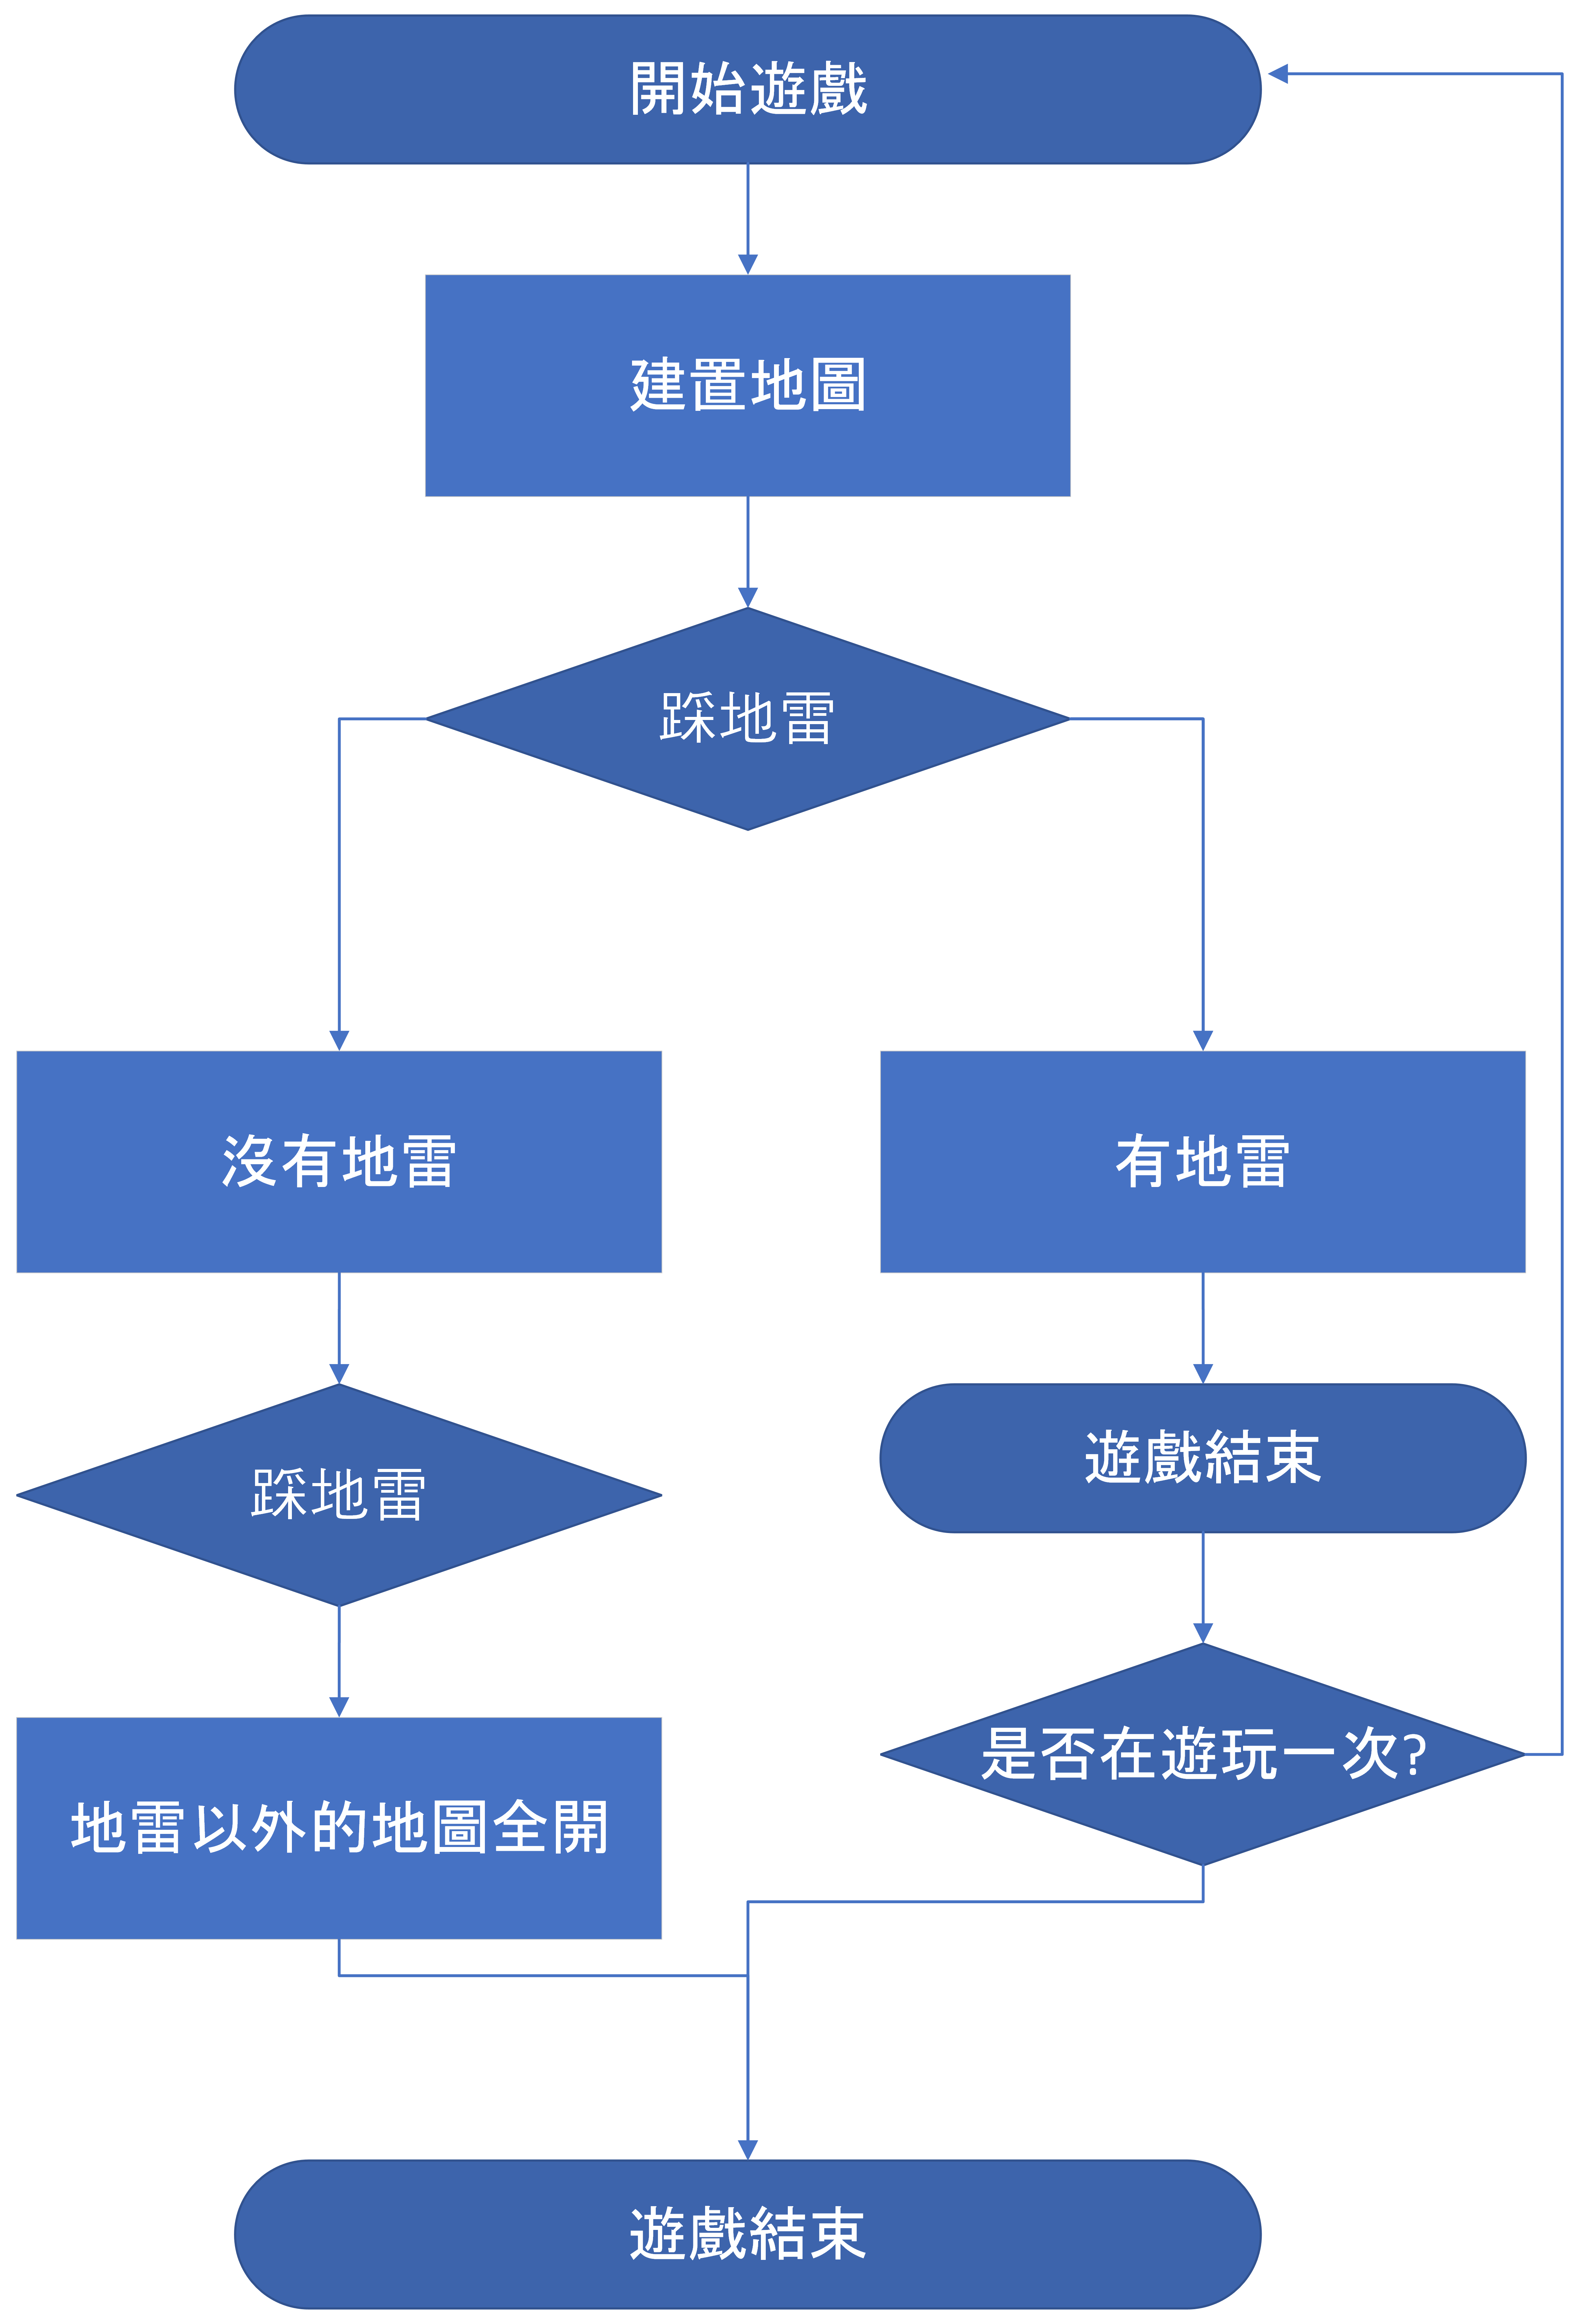 開始遊戲
建置地圖
踩地雷
沒有地雷
有地雷
踩地雷
遊戲結束
是否在遊玩一次?
地雷以外的地圖全開
遊戲結束